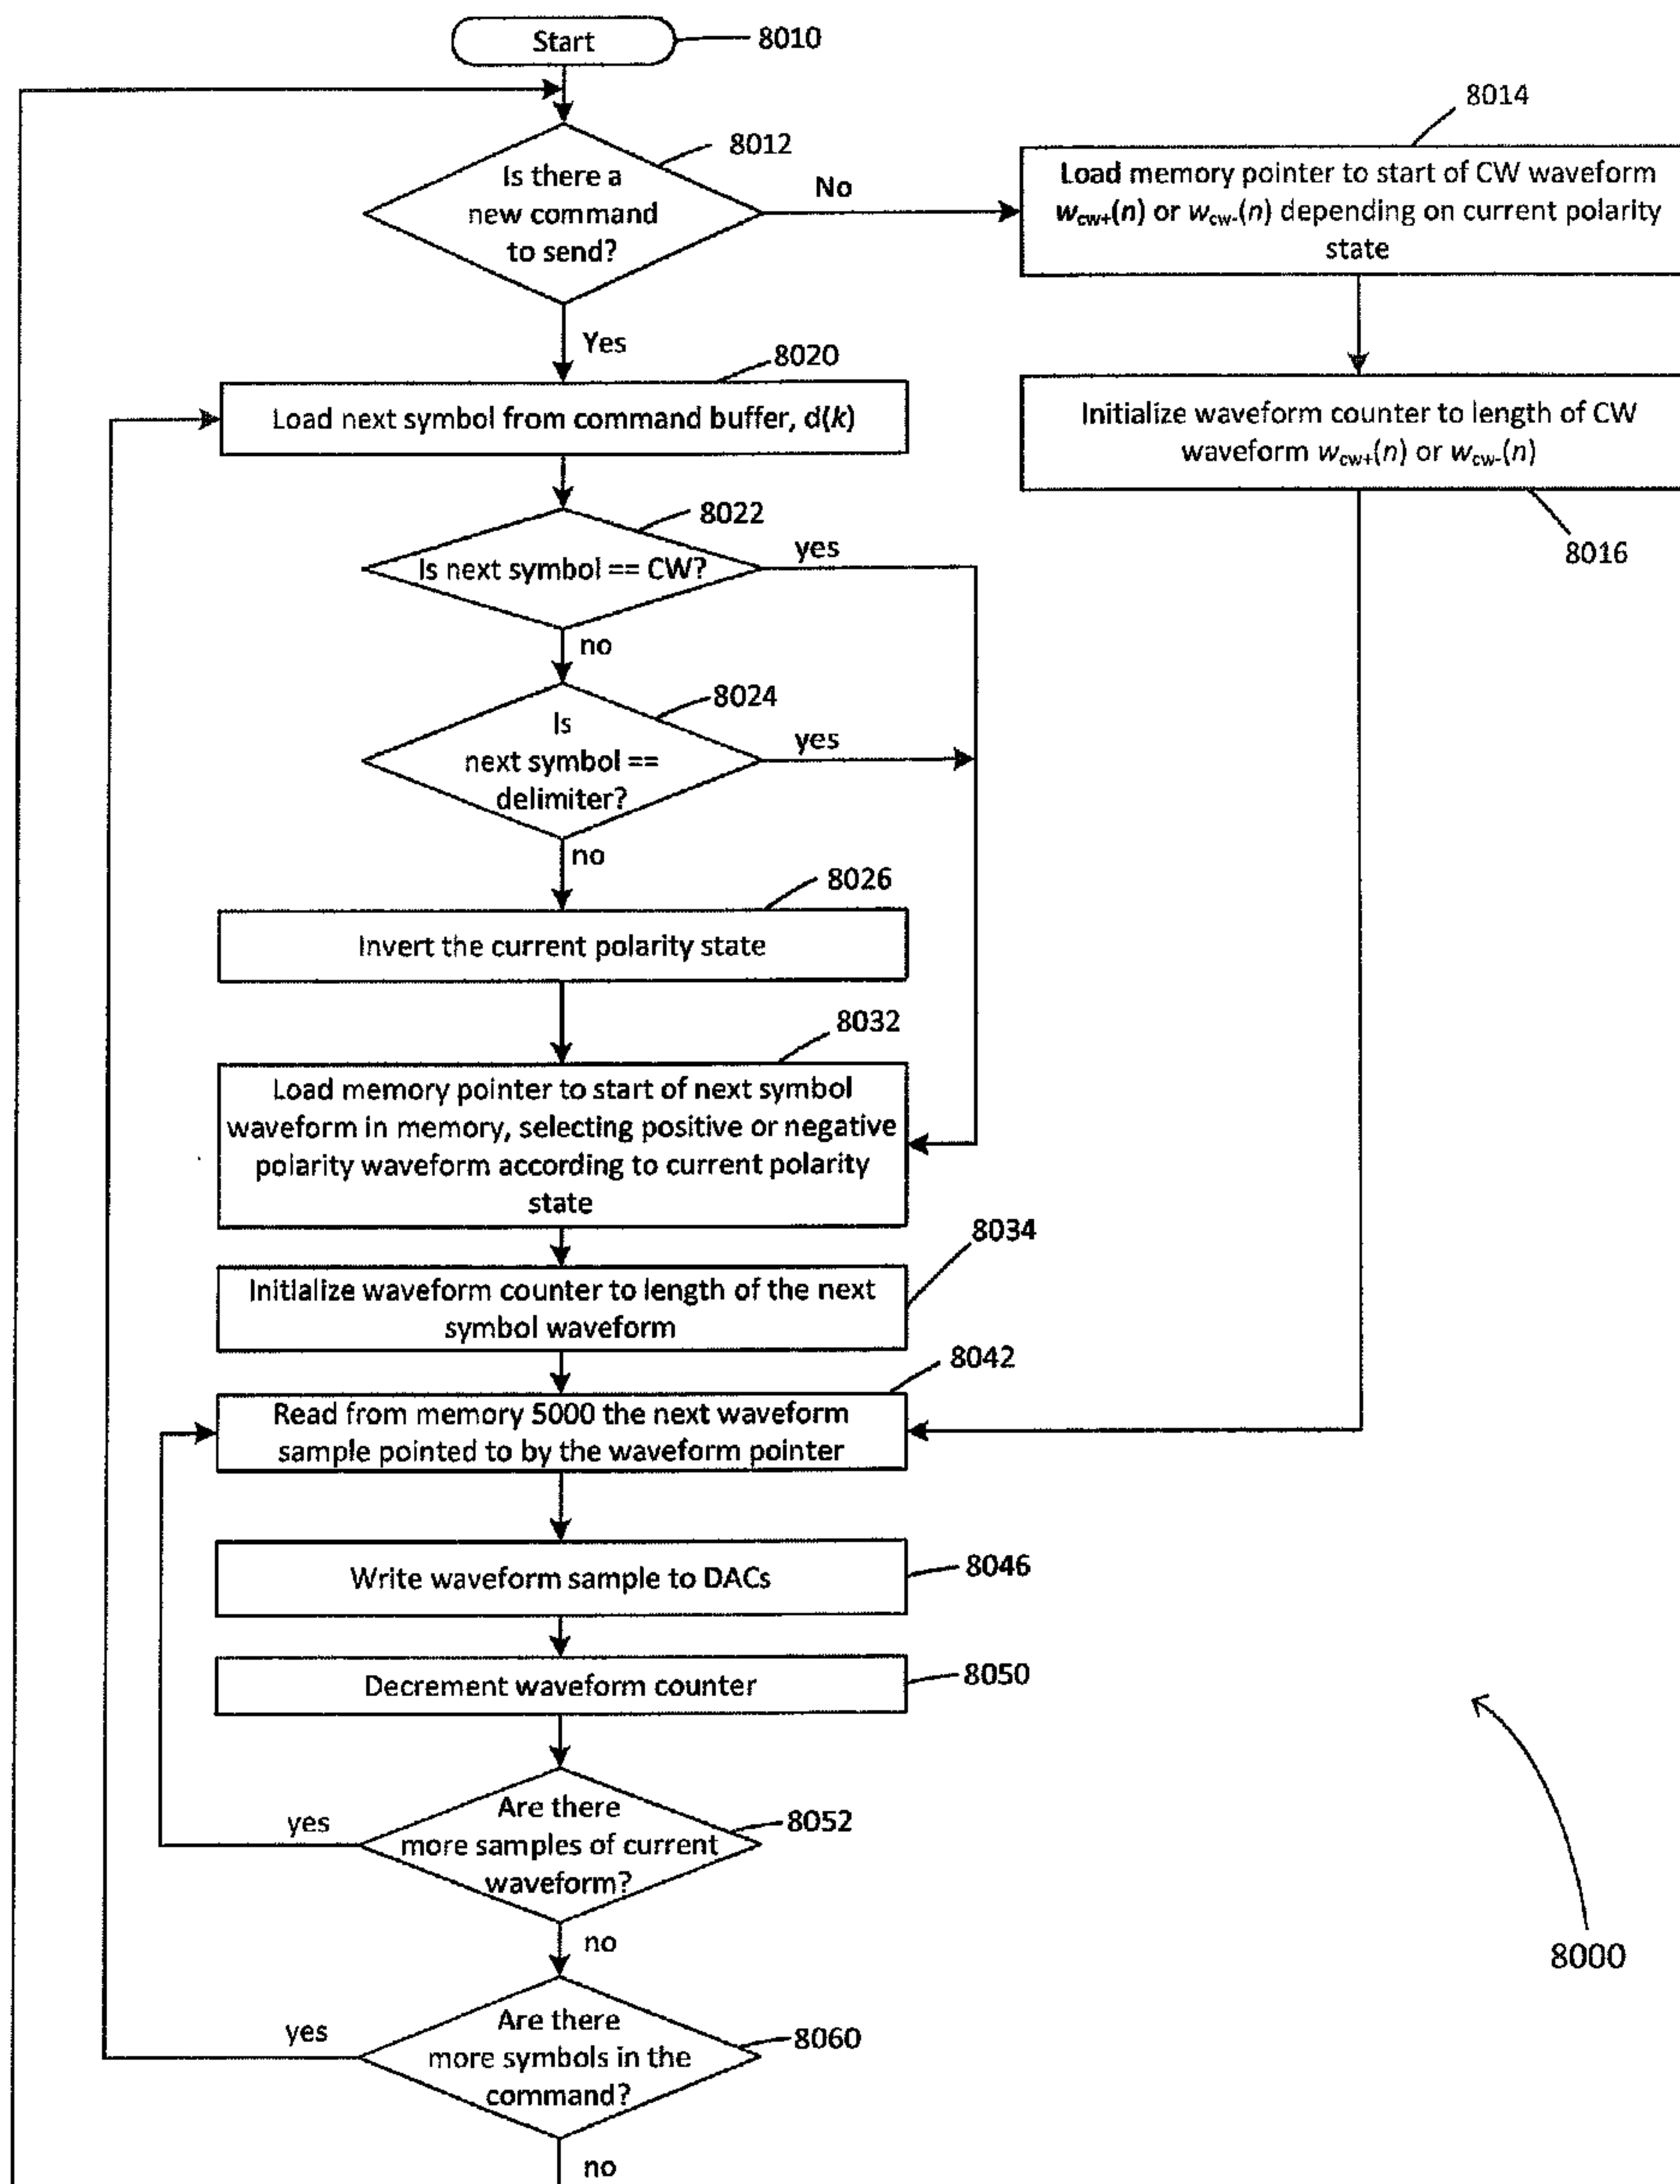 Start
8010
8012
Is there a
new command
to send?
No
8014
Load memory pointer to start of CW waveform
wcw+(n) or wcw-(n) depending on current polarity
state
Yes
8020
Load next symbol from command buffer, d(k)
Initialize waveform counter to length of CW
waveform wcw+(n) or wcw-(n)
8016
8022
Is next symbol == CW?
yes
no
8024
Is
next symbol ==
delimiter?
yes
no
8026
Invert the current polarity state
8032
Load memory pointer to start of next symbol
waveform in memory, selecting positive or negative
polarity waveform according to current polarity
state
8034
Initialize waveform counter to length of the next
symbol waveform
8042
Read from memory 5000 the next waveform
sample pointed to by the waveform pointer
Write waveform sample to DACs
8046
Decrement waveform counter
8050
Are there
more samples of current
waveform?
8052
yes
no
8000
Are there
more symbols in the
command?
8060
yes
no